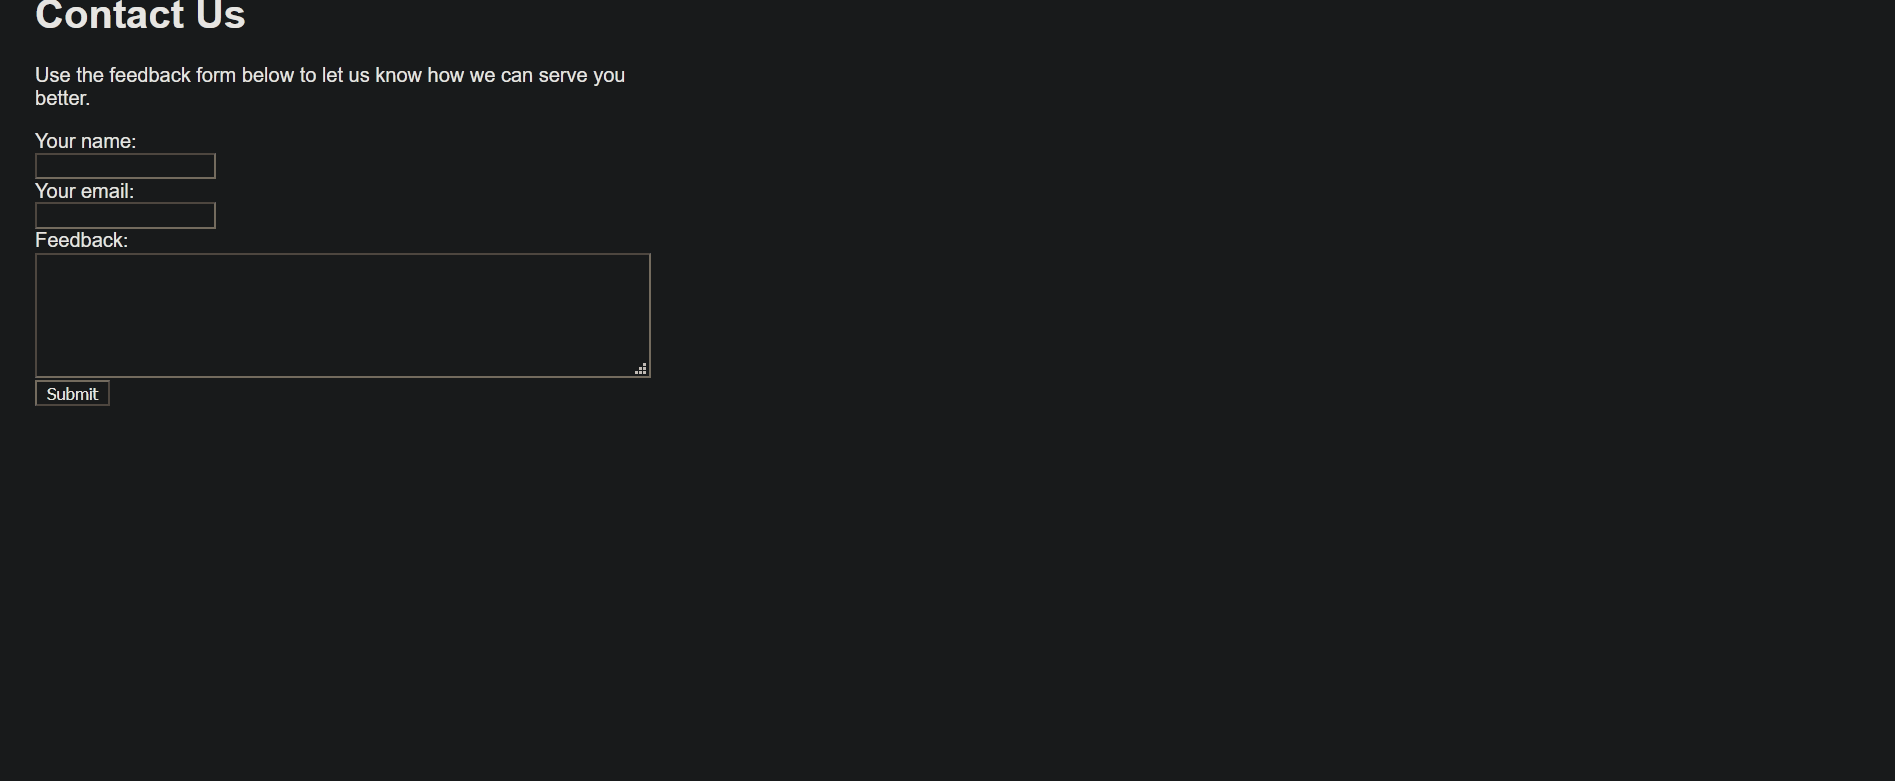 Contact Us
Use the feedback form below to let us know how we can serve you
better.
Your name:
Your email:
Feedback:
Submit